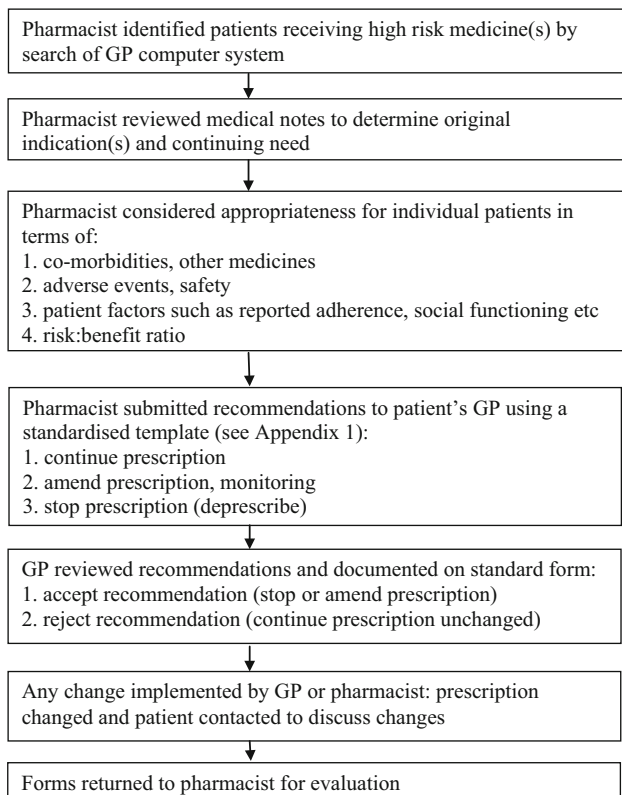 Pharmacist identified patients receiving high risk medicine(s) by
search of GP computer system
Pharmacist reviewed medical notes to determine original
indication(s) and continuing need
Pharmacist considered appropriateness for individual patients in
terms of:
1. co-morbidities, other medicines
2. adverse events, safety
3. patient factors such as reported adherence, social functioning etc
4. risk:benefit ratio
Pharmacist submitted recommendations to patient's GP using a
standardised template (see Appendix 1):
1. continue prescription
2. amend prescription, monitoring
3. stop prescription (deprescribe)
GP reviewed recommendations and documented on standard form:
1. accept recommendation (stop or amend prescription)
2. reject recommendation (continue prescription unchanged)
Any change implemented by GP or pharmacist: prescription
changed and patient contacted to discuss changes
Forms returned to pharmacist for evaluation